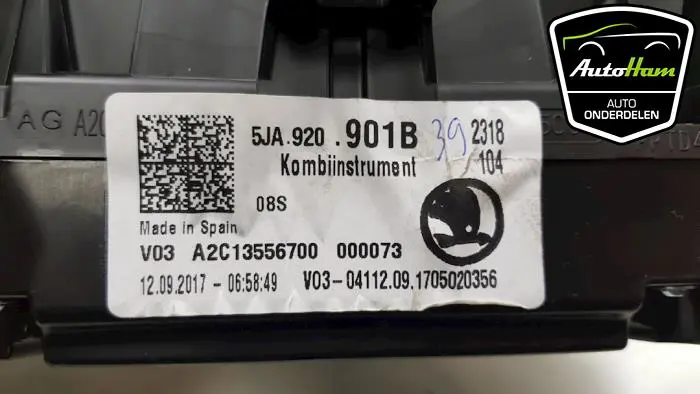 AutoHam
AUTO
ONDERDELEN
AG A2C
5JA.920 .901B 39 2318
Kombiinstrument 104
08S
Made in Spain
V03 A2C13556700 000073
12.09.2017 - 06:58:49 V03-04112.09.1705020356